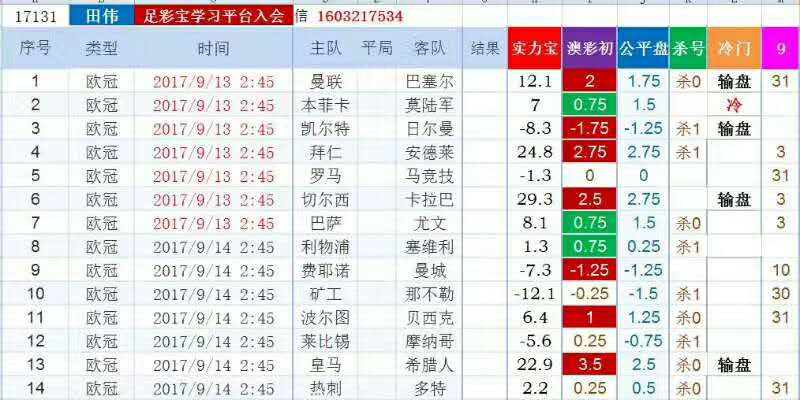 17131 田伟 足彩宝学习平台入会 信 1603217534
序号 类型 时间 主队 平局 客队 结果 实力宝 澳彩初 公平盘 杀号 冷门 9
1 欧冠 2017/9/13 2:45 曼联 巴塞尔 12.1 2 1.75 杀0 输盘 31
2 欧冠 2017/9/13 2:45 本菲卡 莫陆军 7 0.75 1.5 冷
3 欧冠 2017/9/13 2:45 凯尔特 日尔曼 -8.3 -1.75 -1.25 杀1 输盘
4 欧冠 2017/9/13 2:45 拜仁 安德莱 24.8 2.75 2.75 杀1 3
5 欧冠 2017/9/13 2:45 罗马 马竞技 -1.3 0 0 31
6 欧冠 2017/9/13 2:45 切尔西 卡拉巴 29.3 2.5 2.75 输盘 3
7 欧冠 2017/9/13 2:45 巴萨 尤文 8.1 0.75 1.5 杀0 3
8 欧冠 2017/9/14 2:45 利物浦 塞维利 1.3 0.75 0.25 杀1
9 欧冠 2017/9/14 2:45 费耶诺 曼城 -7.3 -1.25 -1.25 10
10 欧冠 2017/9/14 2:45 矿工 那不勒 -12.1 -0.25 -1.5 杀1 30
11 欧冠 2017/9/14 2:45 波尔图 贝西克 6.4 1 1.25 杀0 31
12 欧冠 2017/9/14 2:45 莱比锡 摩纳哥 -5.6 0.25 -0.75 杀1
13 欧冠 2017/9/14 2:45 皇马 希腊人 22.9 3.5 2.5 杀0 输盘
14 欧冠 2017/9/14 2:45 热刺 多特 2.2 0.25 0.5 杀0 31